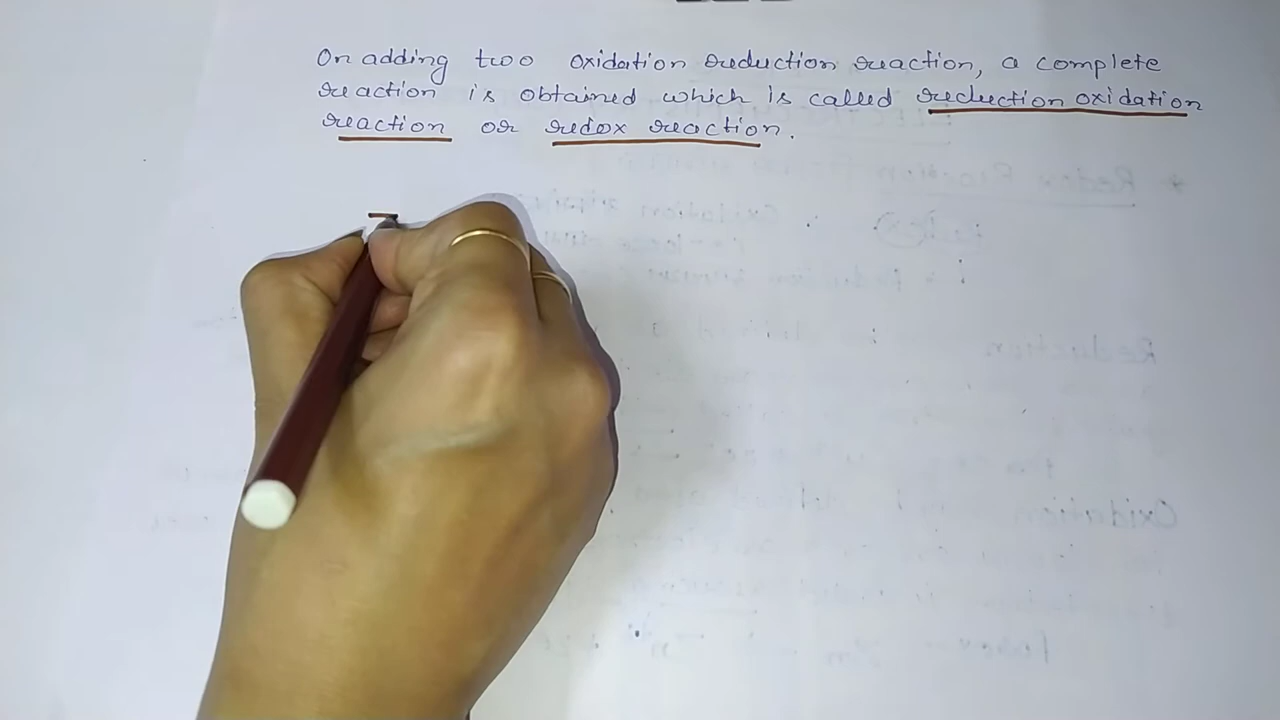 On adding two oxidation reduction reaction, a complete
reaction is obtained which is called reduction oxidation
reaction or redox reaction.